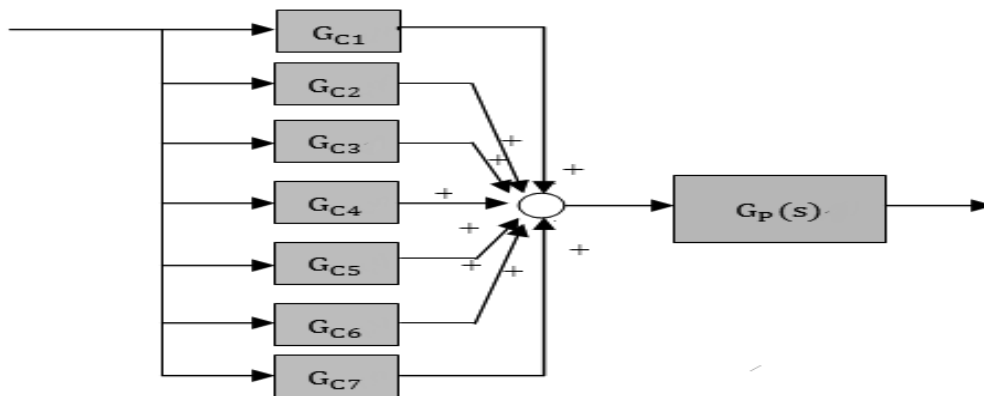 G_C1
G_C2
+
G_C3
+
+
G_C4
+
G_P(s)
+
+
G_C5
+
+
G_C6
G_C7